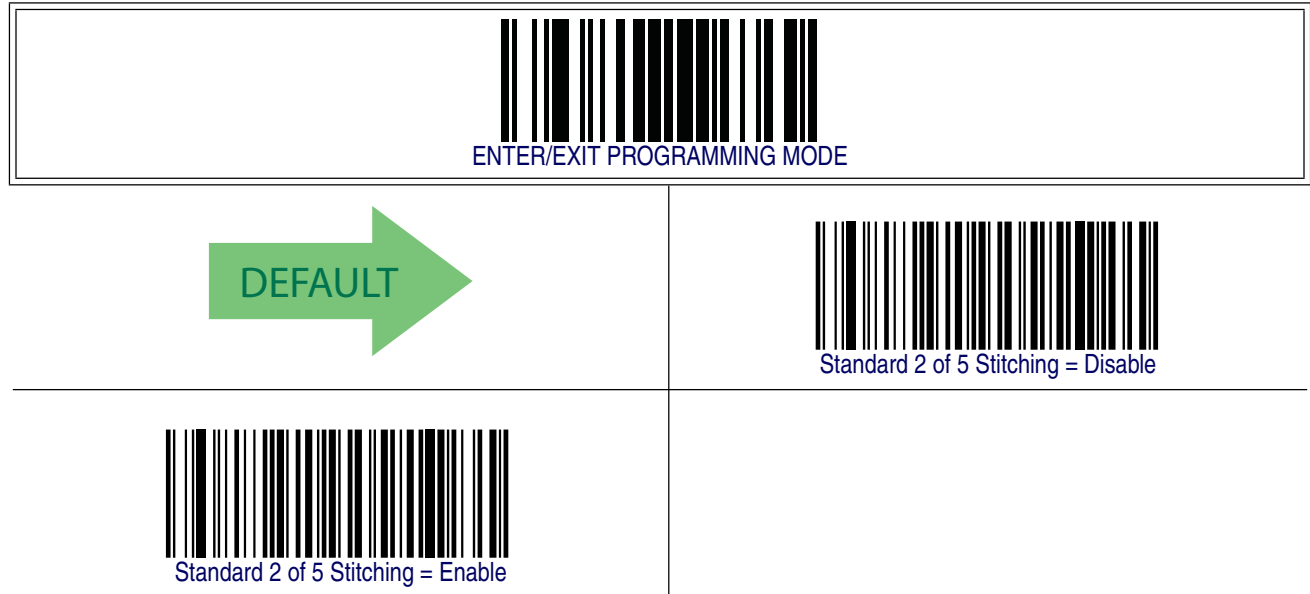 ENTER/EXIT PROGRAMMING MODE
DEFAULT
Standard 2 of 5 Stitching = Disable
Standard 2 of 5 Stitching = Enable